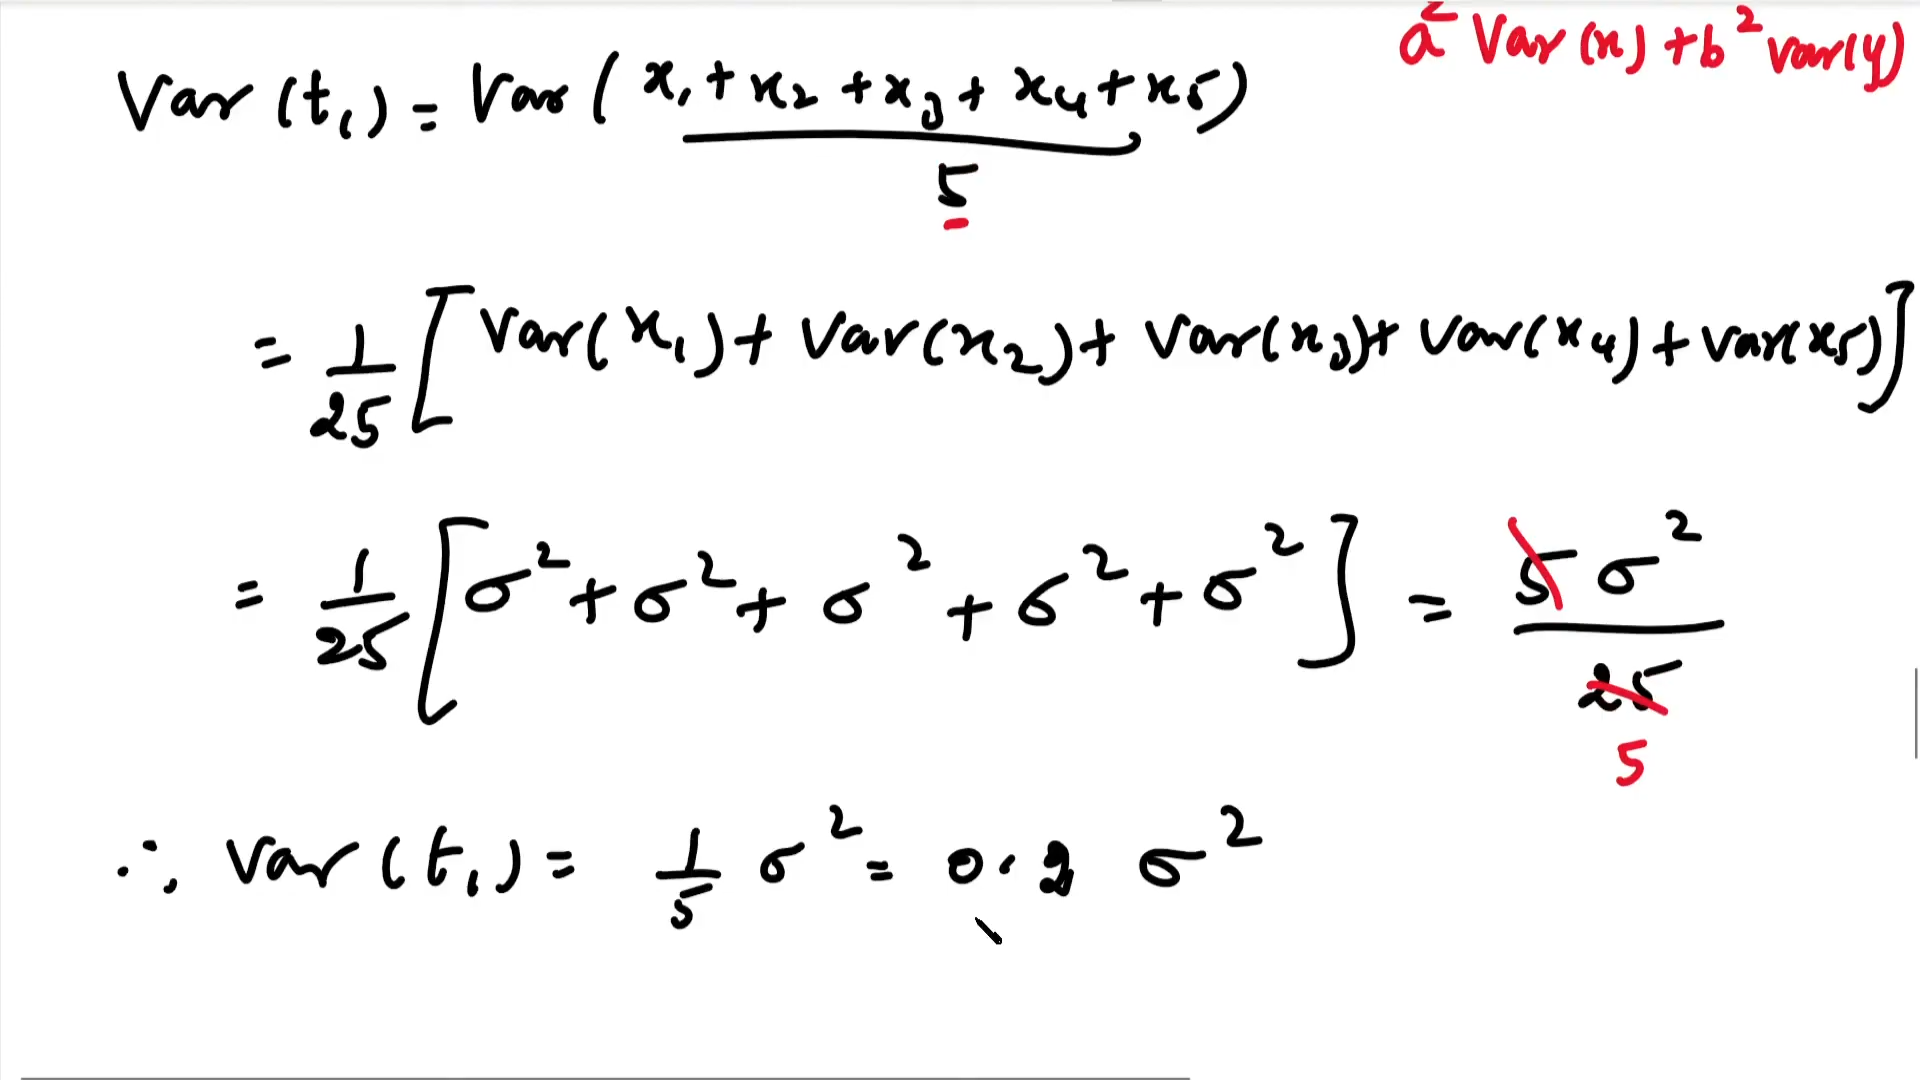 a² Var(x) + b² var(y)
Var(t₁) = Var(x₁ + x₂ + x₃ + x₄ + x₅)
5
= 1/25 [Var(x₁) + Var(x₂) + Var(x₃) + Var(x₄) + Var(x₅)]
= 1/25 [σ² + σ² + σ² + σ² + σ²] = 5σ²/25
5
∴ Var(t₁) = 1/5 σ² = 0.2 σ²